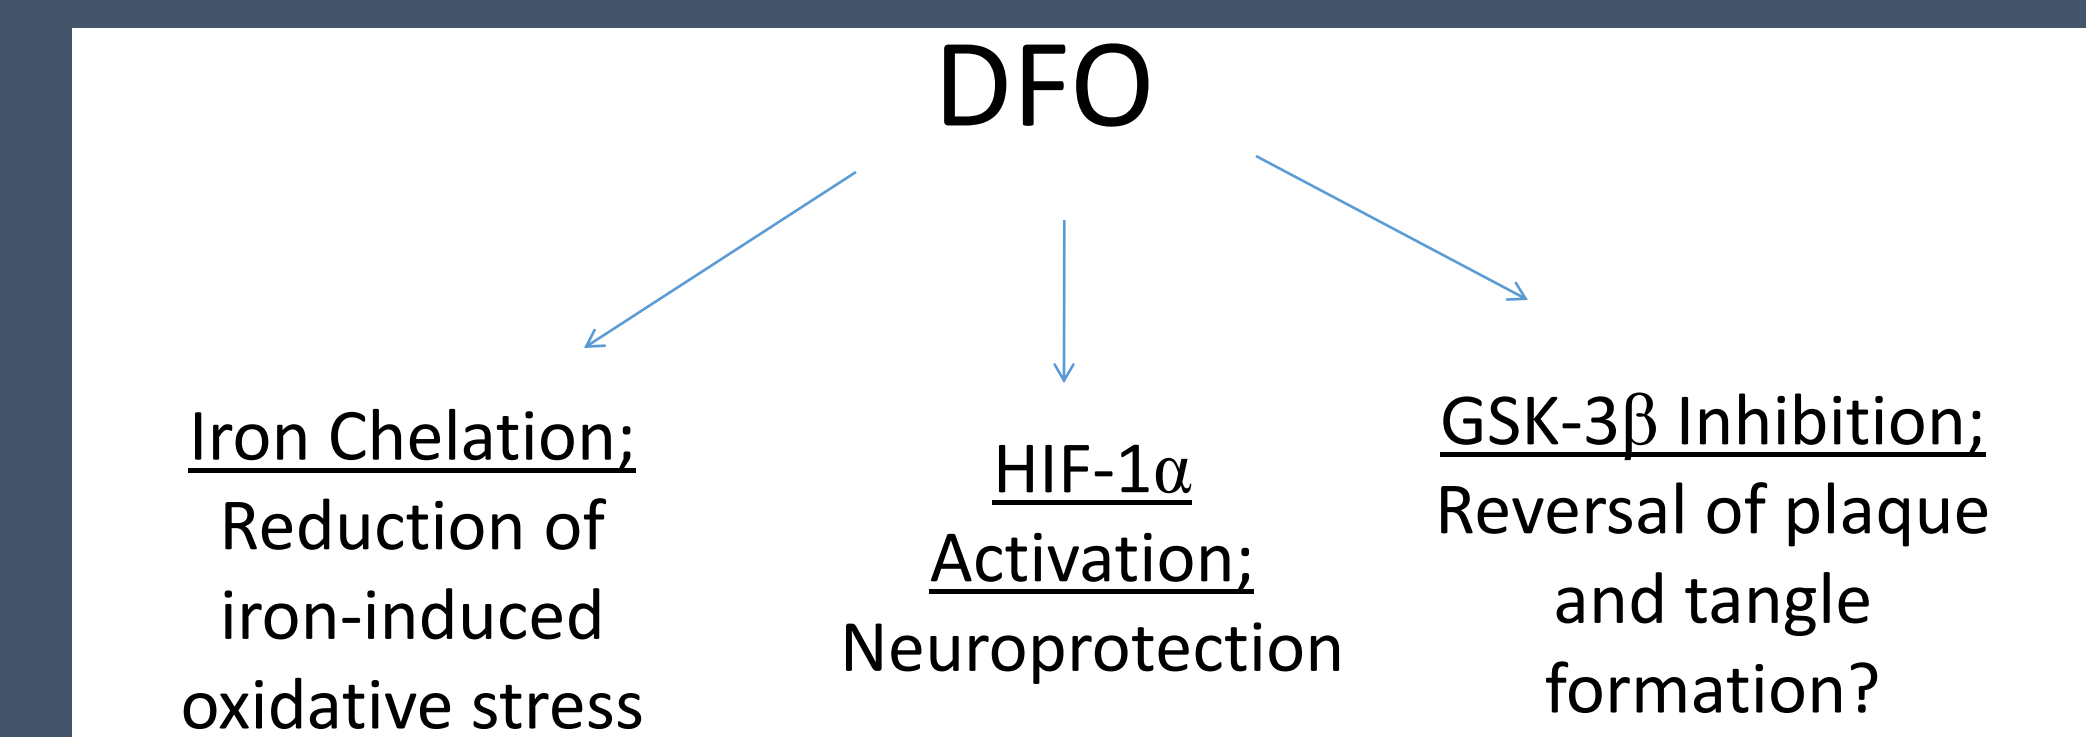 DFO
Iron Chelation;
Reduction of
iron-induced
oxidative stress
HIF-1α
Activation;
Neuroprotection
GSK-3β Inhibition;
Reversal of plaque
and tangle
formation?